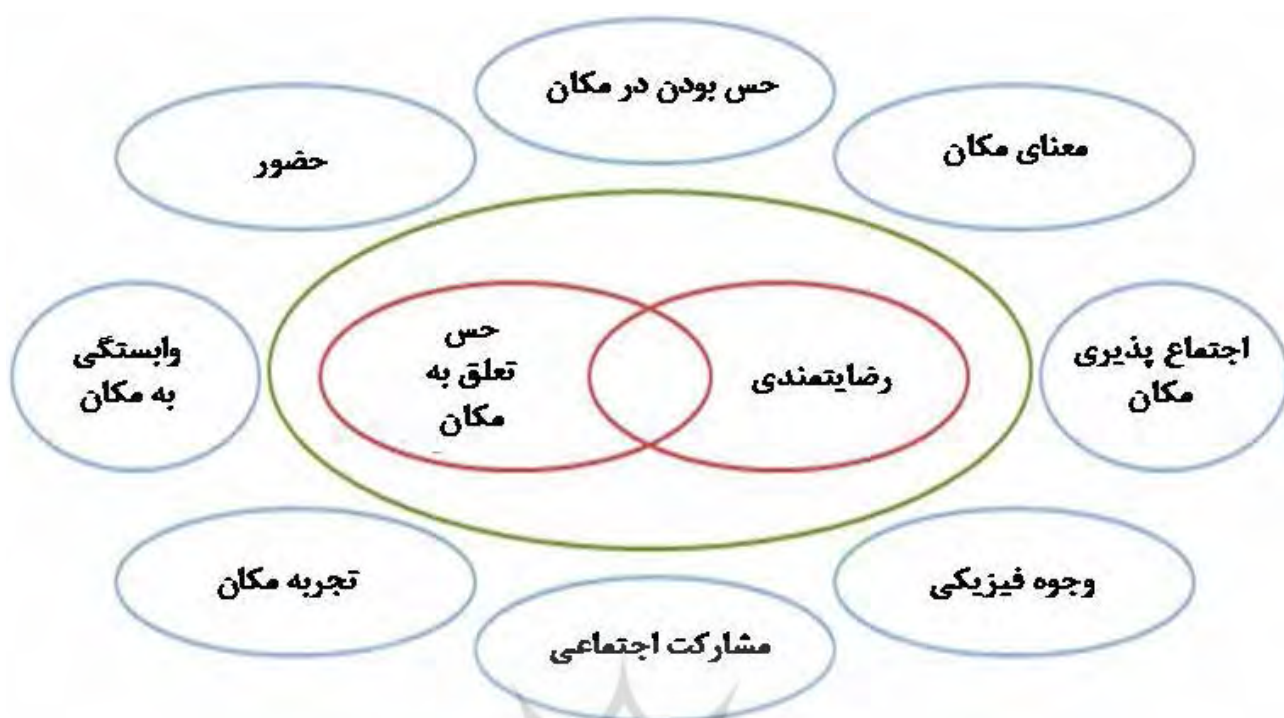 حس بودن در مکان
معنای مکان
حضور
اجتماع پذیری
مکان
رضایتمندی
حس
تعلق به
مکان
وابستگی
به مکان
وجوه فیزیکی
تجربه مکان
مشارکت اجتماعی